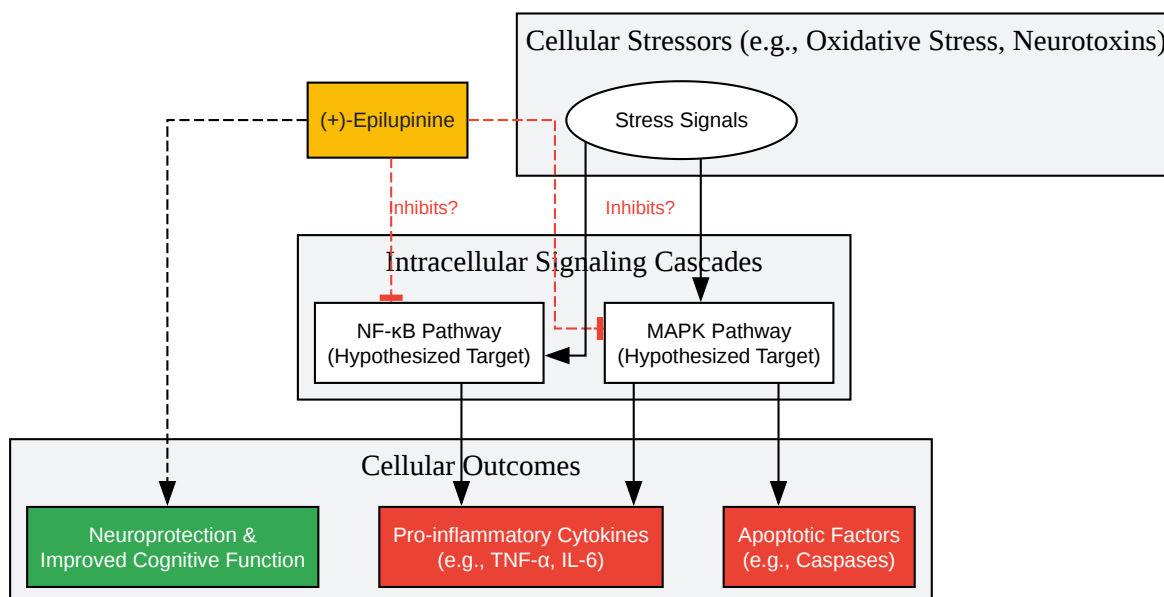 Cellular Stressors (e.g., Oxidative Stress, Neurotoxins)
(+)-Epilupinine
Stress Signals
Inhibits?
Inhibits?
Intracellular Signaling Cascades
NF-κB Pathway
(Hypothesized Target)
MAPK Pathway
(Hypothesized Target)
Cellular Outcomes
Neuroprotection &
Improved Cognitive Function
Pro-inflammatory Cytokines
(e.g., TNF-α, IL-6)
Apoptotic Factors
(e.g., Caspases)